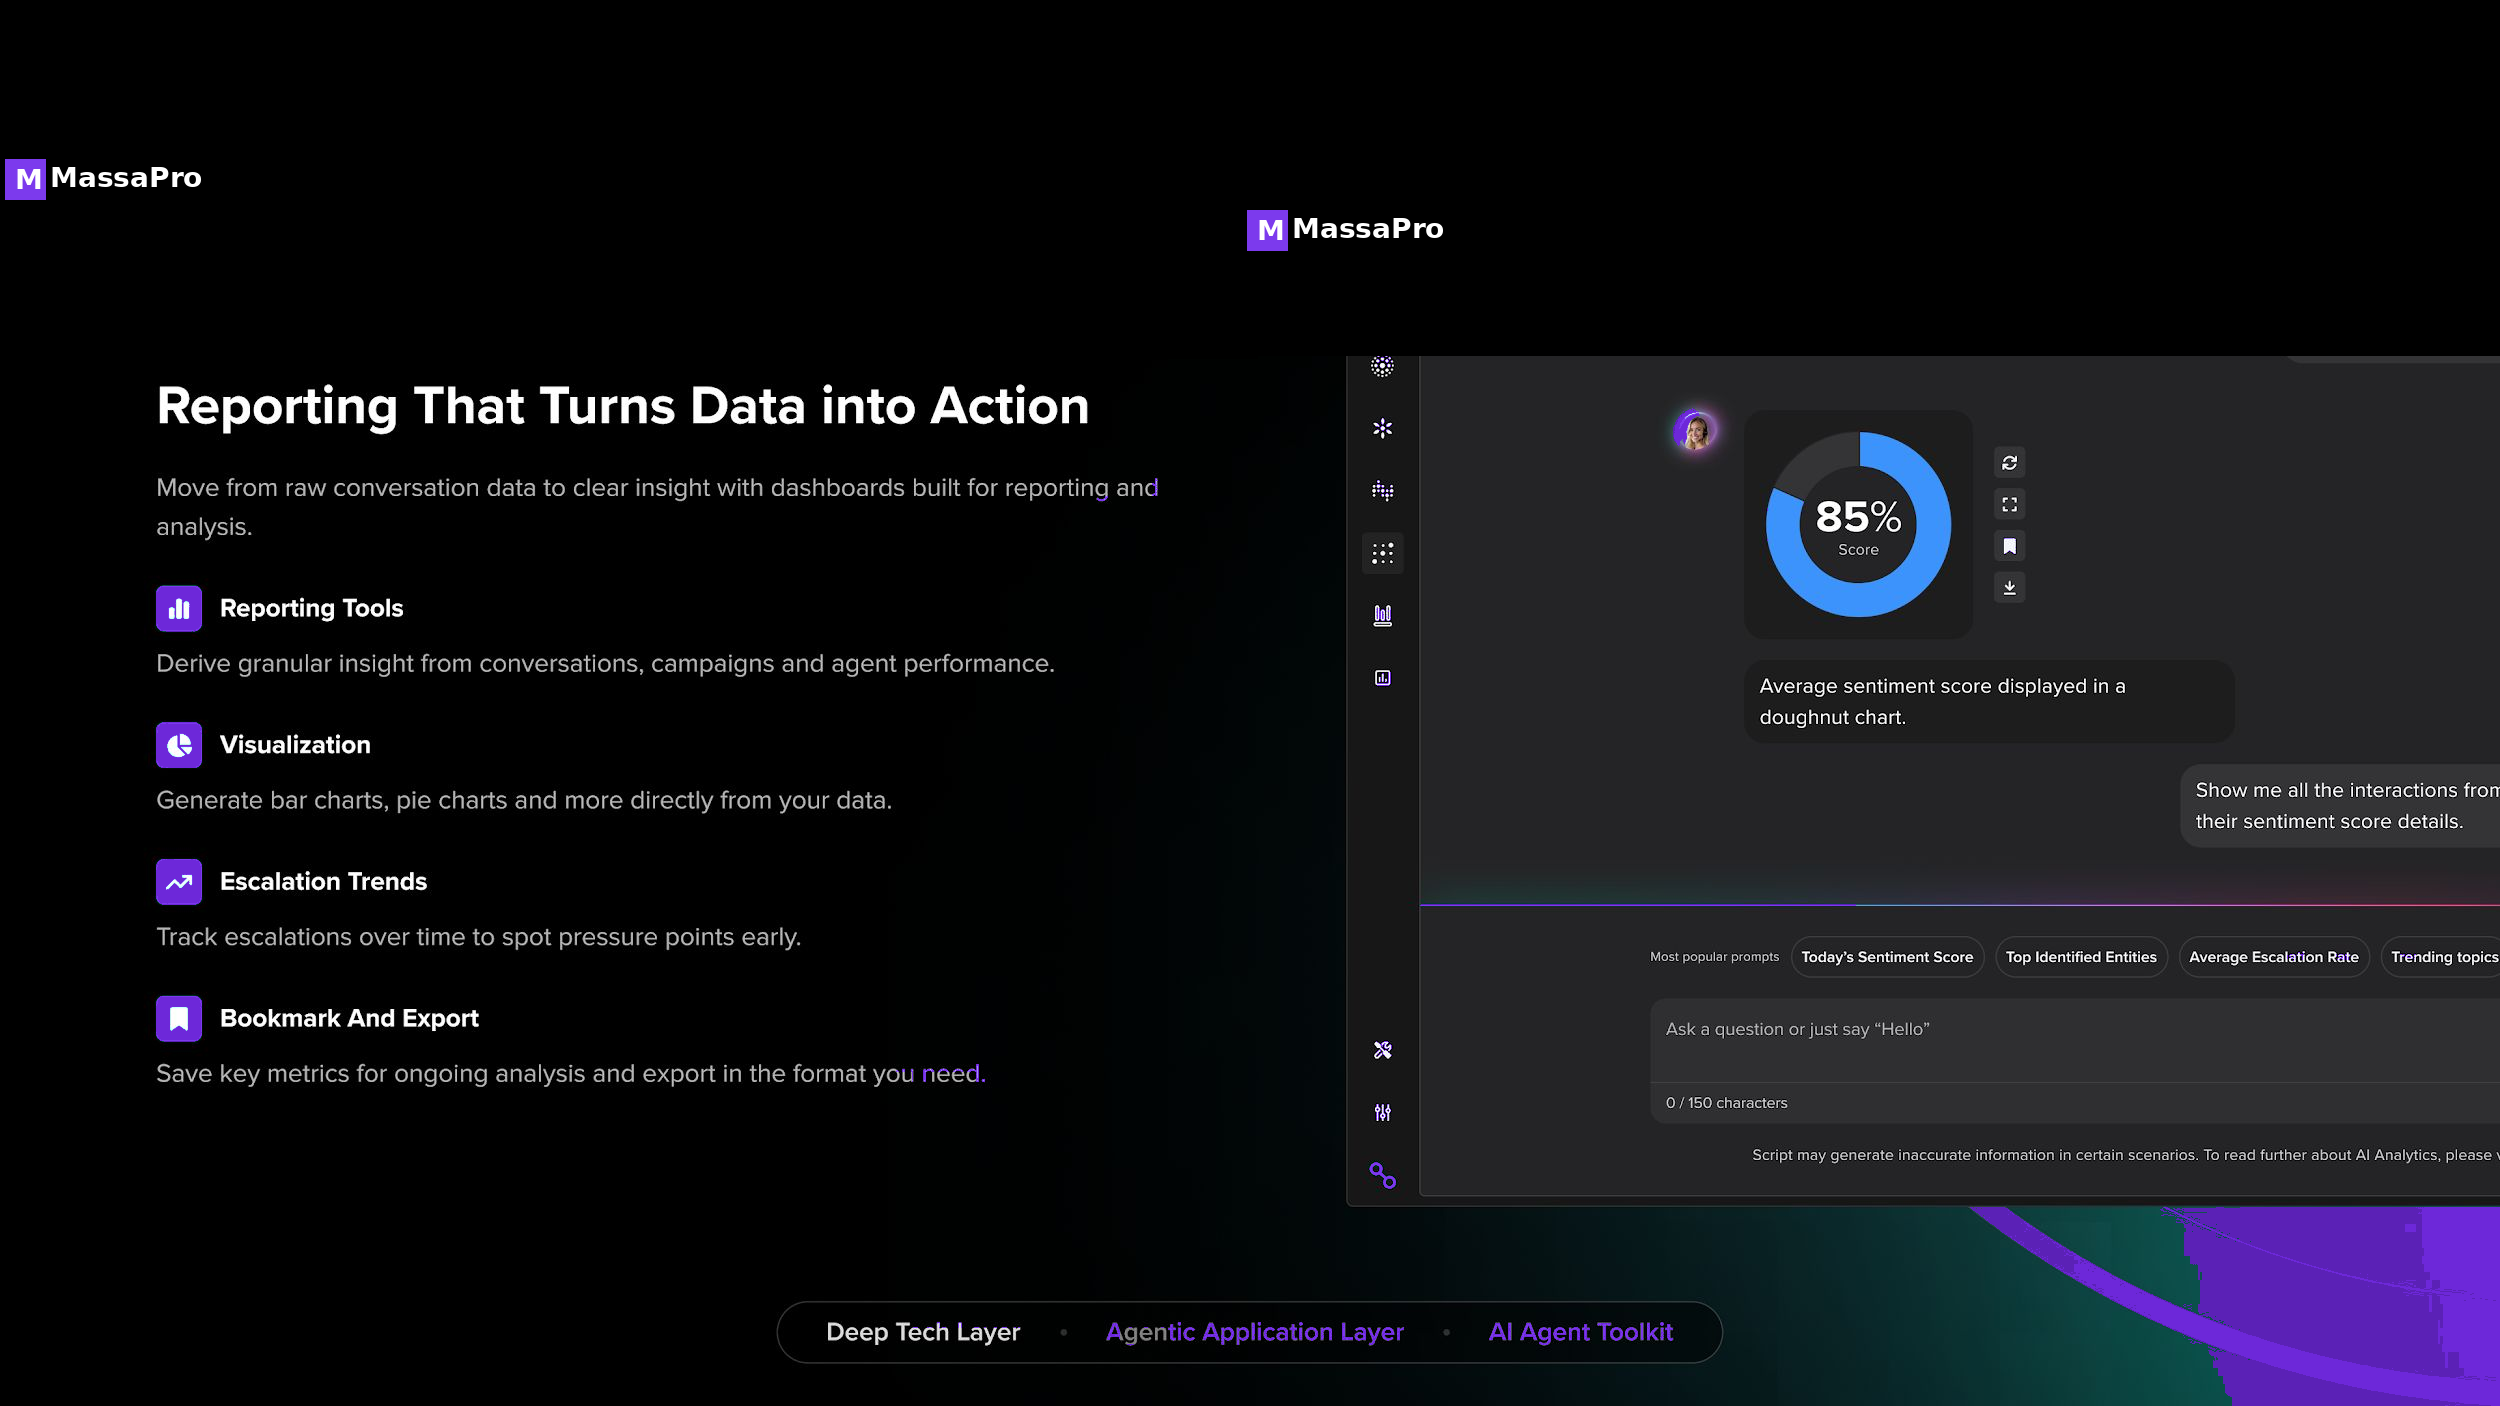 M MassaPro
M MassaPro
Reporting That Turns Data into Action
Move from raw conversation data to clear insight with dashboards built for reporting and
analysis.
Reporting Tools
Derive granular insight from conversations, campaigns and agent performance.
Visualization
Generate bar charts, pie charts and more directly from your data.
Escalation Trends
Track escalations over time to spot pressure points early.
Bookmark And Export
Save key metrics for ongoing analysis and export in the format you need.
85%
Score
Average sentiment score displayed in a
doughnut chart.
Show me all the interactions from
their sentiment score details.
Most popular prompts
Today’s Sentiment Score
Top Identified Entities
Average Escalation Rate
Trending topics
Ask a question or just say “Hello”
0 / 150 characters
Script may generate inaccurate information in certain scenarios. To read further about AI Analytics, please
Deep Tech Layer • Agentic Application Layer • AI Agent Toolkit